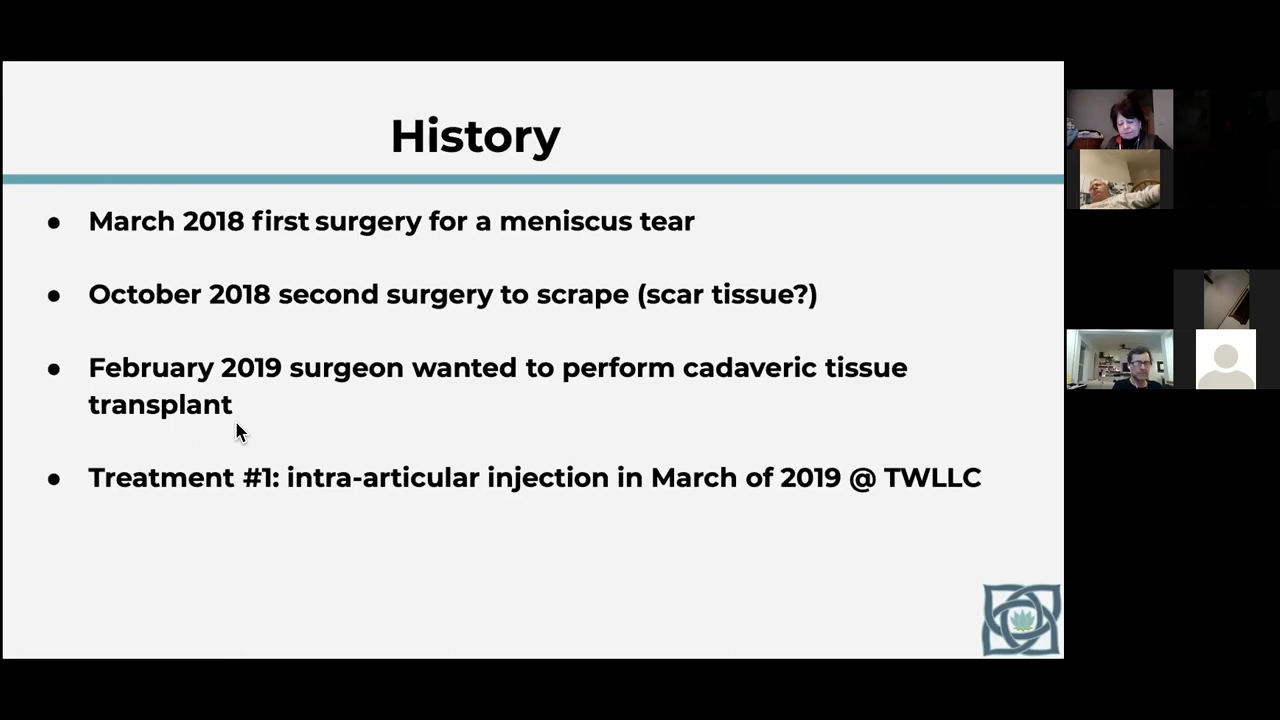 History
● March 2018 first surgery for a meniscus tear
● October 2018 second surgery to scrape (scar tissue?)
● February 2019 surgeon wanted to perform cadaveric tissue
transplant
● Treatment #1: intra-articular injection in March of 2019 @ TWLLC